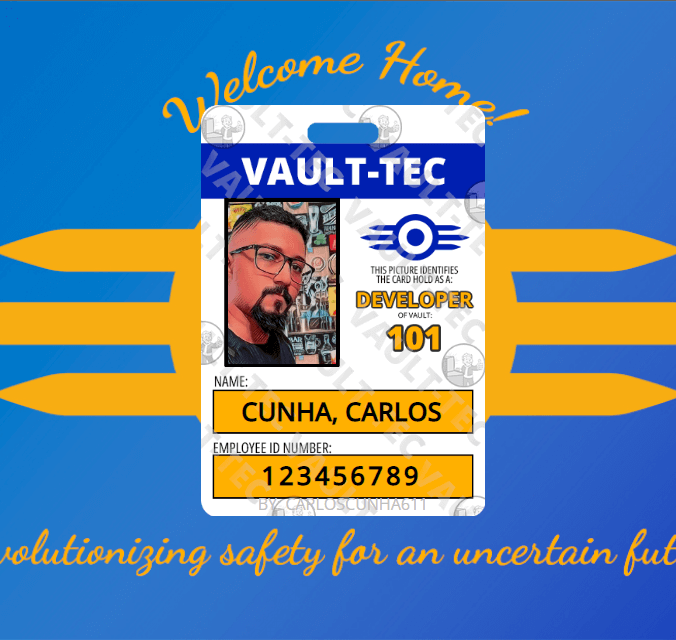 Welcome Home!
VAULT-TEC
THIS PICTURE IDENTIFIES
THE CARD HOLD AS A:
DEVELOPER
OF VAULT:
101
NAME:
CUNHA, CARLOS
EMPLOYEE ID NUMBER:
123456789
BY: CARLOSCUNHA611
volutionizing safety for an uncertain fut